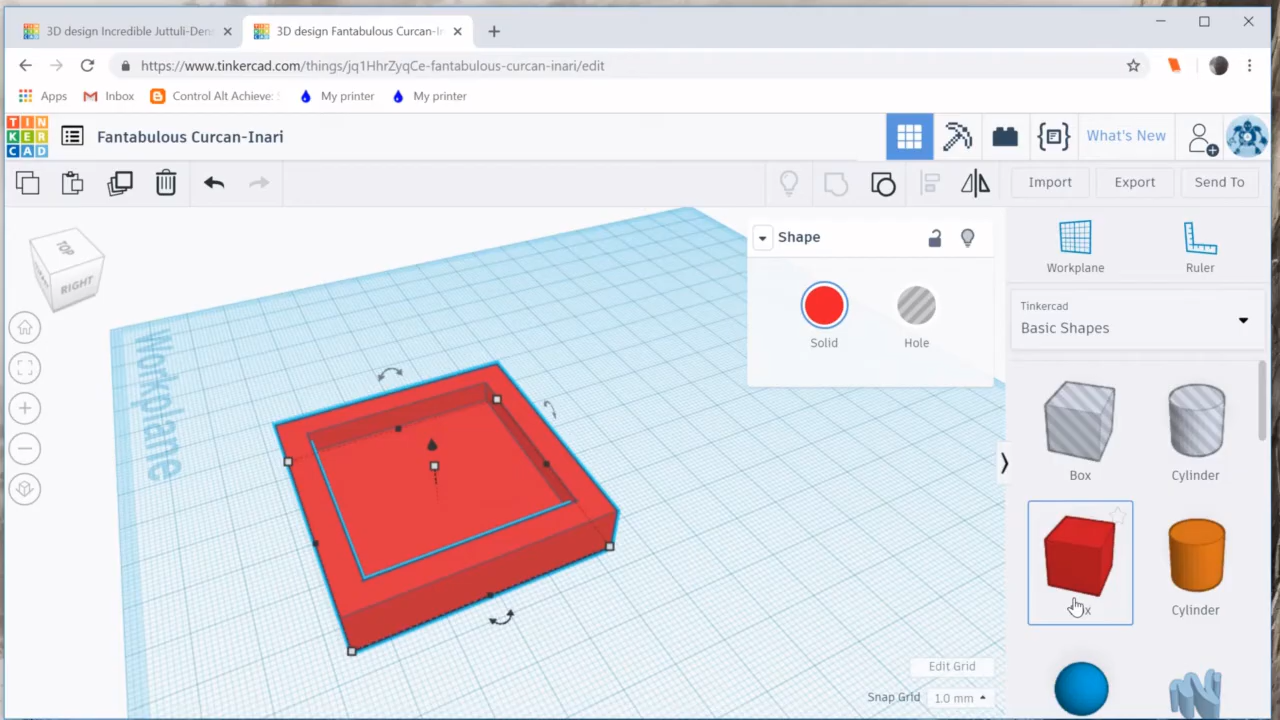 3D design Incredible Juttuli-Den
3D design Fantabulous Curcan-In
https://www.tinkercad.com/things/jq1HhrZyqCe-fantabulous-curcan-inari/edit
Apps
Inbox
Control Alt Achieve:
My printer
My printer
TIN
KER
CAD
Fantabulous Curcan-Inari
What's New
Import
Export
Send To
TOP
RIGHT
Workplane
Shape
Solid
Hole
Workplane
Ruler
Tinkercad
Basic Shapes
Box
Cylinder
Cylinder
Edit Grid
Snap Grid 1.0 mm